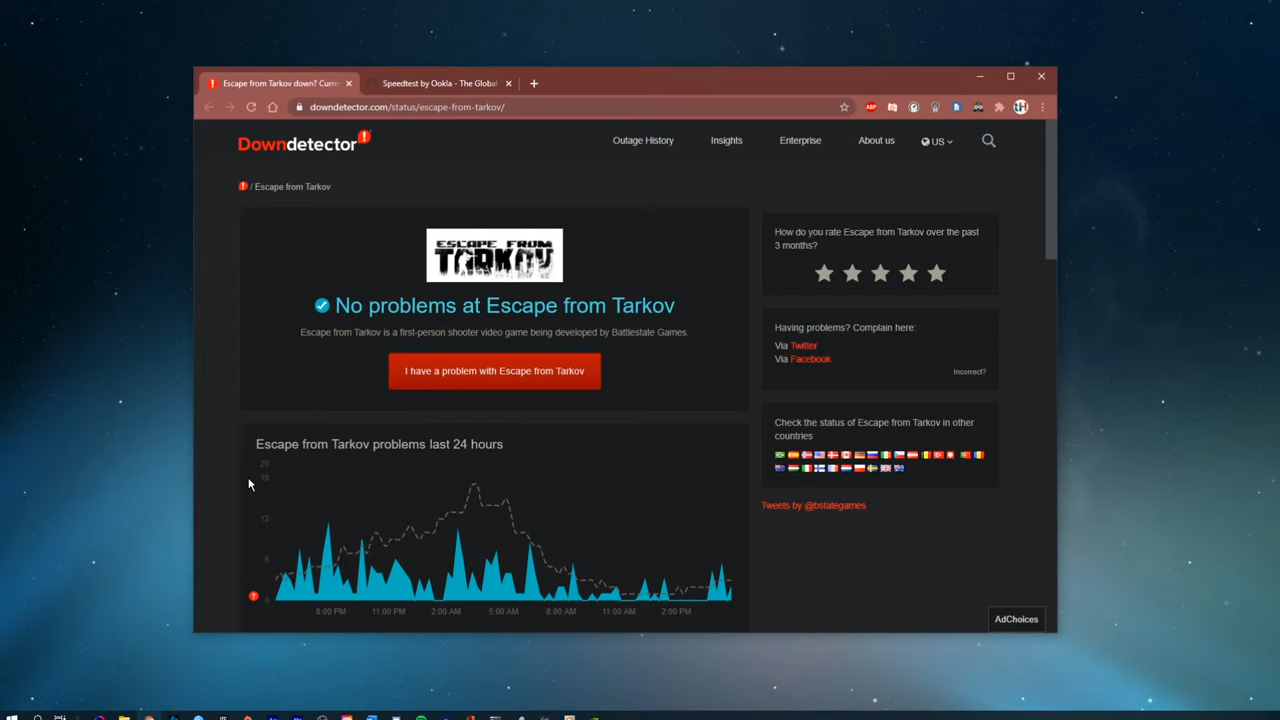 Escape from Tarkov down? Curre
Speedtest by Ookla - The Global
downdetector.com/status/escape-from-tarkov/
ABP
Downdetector!
Outage History
Insights
Enterprise
About us
US
/ Escape from Tarkov
ESCAPE FROM
TARKOV
No problems at Escape from Tarkov
Escape from Tarkov is a first-person shooter video game being developed by Battlestate Games.
I have a problem with Escape from Tarkov
How do you rate Escape from Tarkov over the past
3 months?
Having problems? Complain here:
Via Twitter
Via Facebook
Incorrect?
Check the status of Escape from Tarkov in other
countries
Tweets by @bstategames
Escape from Tarkov problems last 24 hours
20
18
12
6
0
8:00 PM
11:00 PM
2:00 AM
5:00 AM
8:00 AM
11:00 AM
2:00 PM
AdChoices